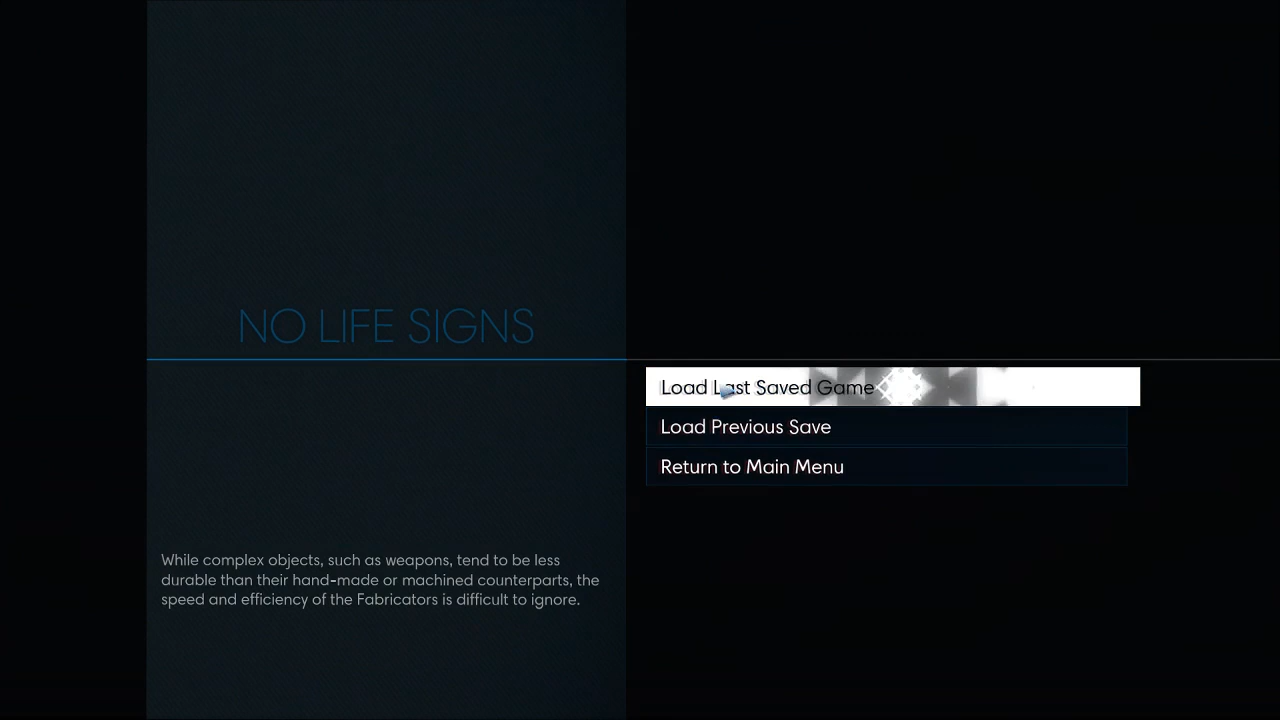 NO LIFE SIGNS
Load Last Saved Game
Load Previous Save
Return to Main Menu
While complex objects, such as weapons, tend to be less
durable than their hand-made or machined counterparts, the
speed and efficiency of the Fabricators is difficult to ignore.